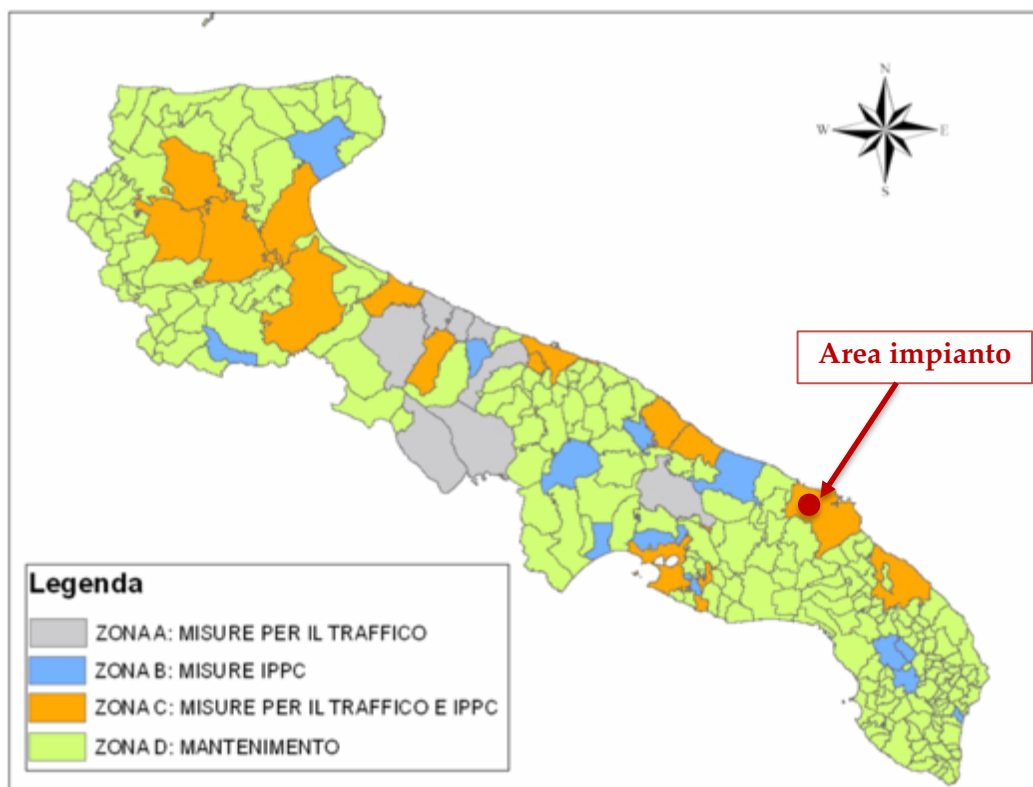 N
W
E
S
Area impianto
Legenda
ZONA A: MISURE PER IL TRAFFICO
ZONA B: MISURE IPPC
ZONA C: MISURE PER IL TRAFFICO E IPPC
ZONA D: MANTENIMENTO